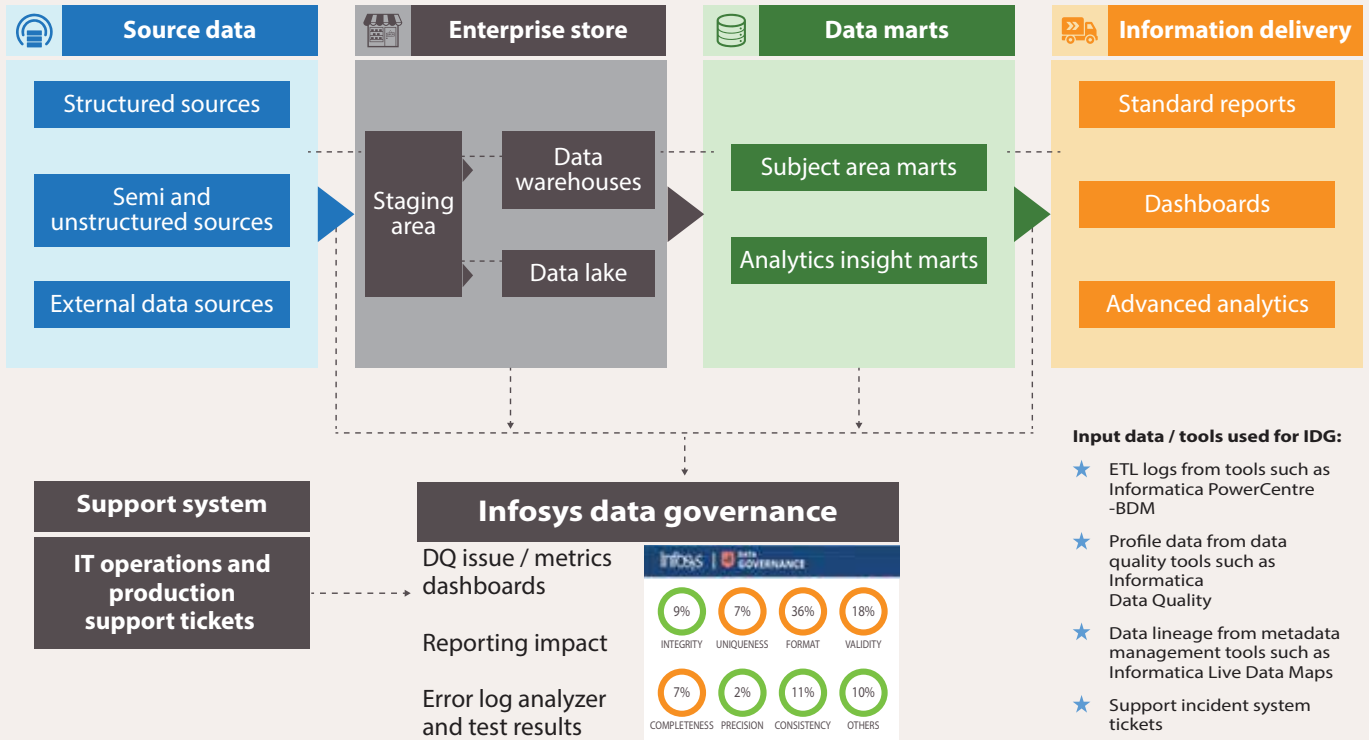 Source data
Structured sources
Semi and
unstructured sources
External data sources
Enterprise store
Staging
area
Data
warehouses
Data lake
Data marts
Subject area marts
Analytics insight marts
Information delivery
Standard reports
Dashboards
Advanced analytics
Support system
IT operations and
production
support tickets
Infosys data governance
DQ issue / metrics
dashboards
Reporting impact
Error log analyzer
and test results
Infosys | DATA
GOVERNANCE
9% 7% 36% 18%
INTEGRITY UNIQUENESS FORMAT VALIDITY
7% 2% 11% 10%
COMPLETENESS PRECISION CONSISTENCY OTHERS
Input data / tools used for IDG:
ETL logs from tools such as
Informatica PowerCentre
-BDM
Profile data from data
quality tools such as
Informatica
Data Quality
Data lineage from metadata
management tools such as
Informatica Live Data Maps
Support incident system
tickets